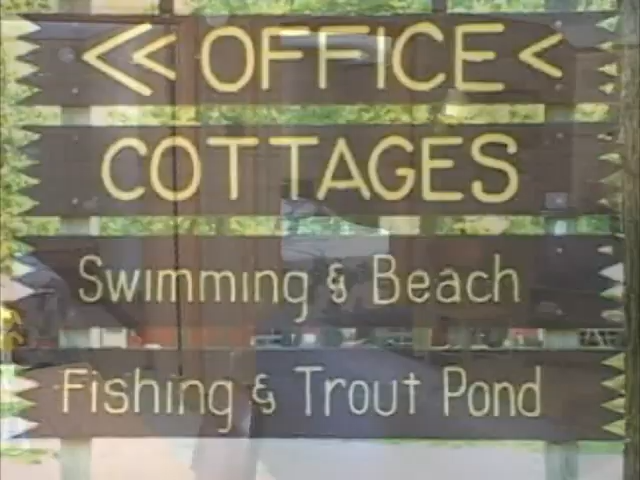 << OFFICE <
COTTAGES
Swimming & Beach
Fishing & Trout Pond